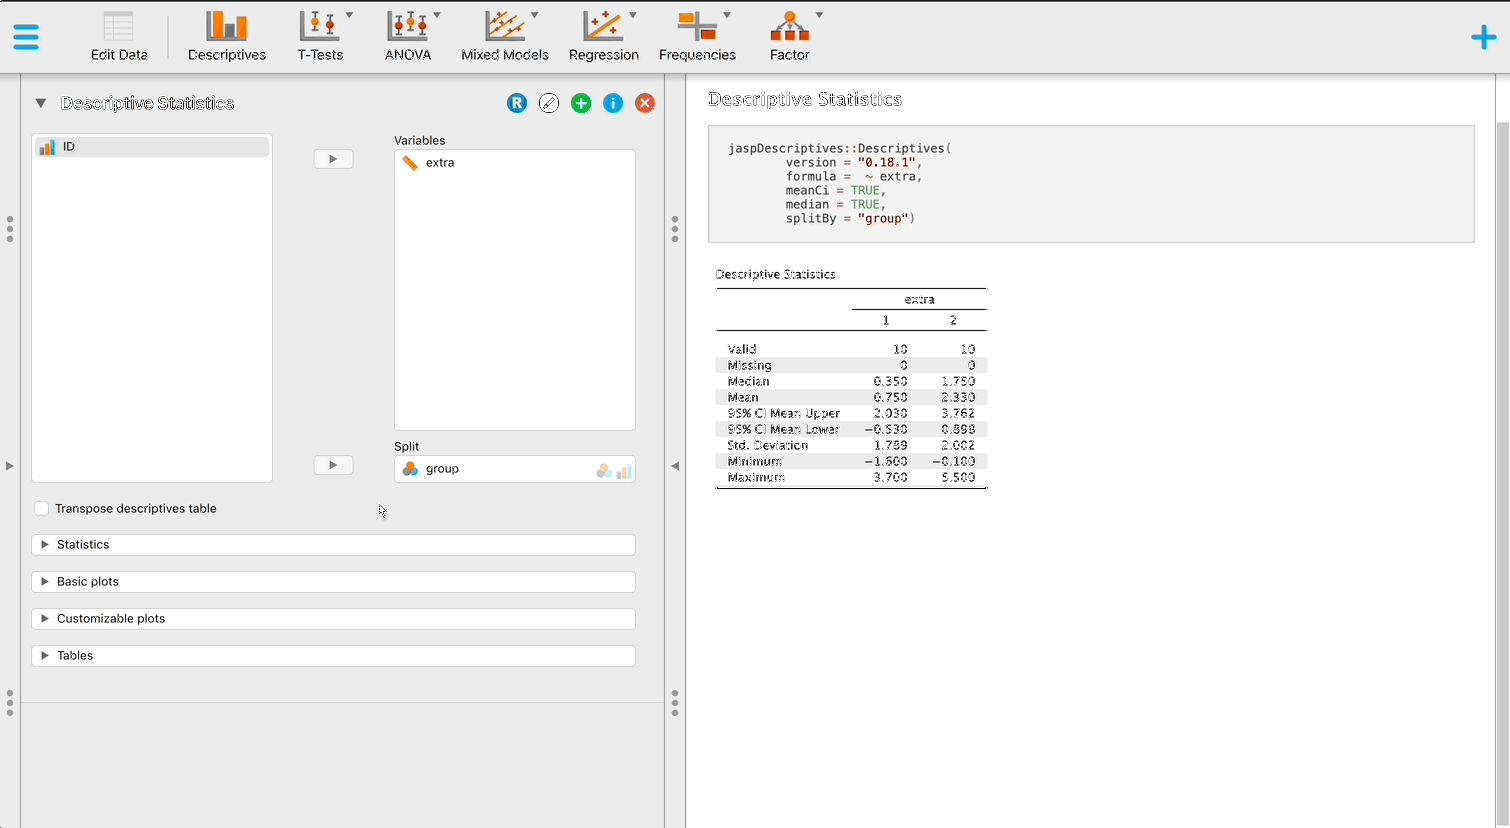 Edit Data
Descriptives
T-Tests
ANOVA
Mixed Models
Regression
Frequencies
Factor
Descriptive Statistics
R
ID
Variables
extra
Split
group
Transpose descriptives table
Statistics
Basic plots
Customizable plots
Tables
Descriptive Statistics
jaspDescriptives::Descriptives(
version = "0.18.1",
formula = ~ extra,
meanCi = TRUE,
median = TRUE,
splitBy = "group")
Descriptive Statistics
extra
1 2
Valid 10 10
Missing 0 0
Median 0.350 1.750
Mean 0.750 2.330
95% CI Mean Upper 2.030 3.762
95% CI Mean Lower −0.530 0.898
Std. Deviation 1.789 2.002
Minimum −1.600 −0.100
Maximum 3.700 5.500